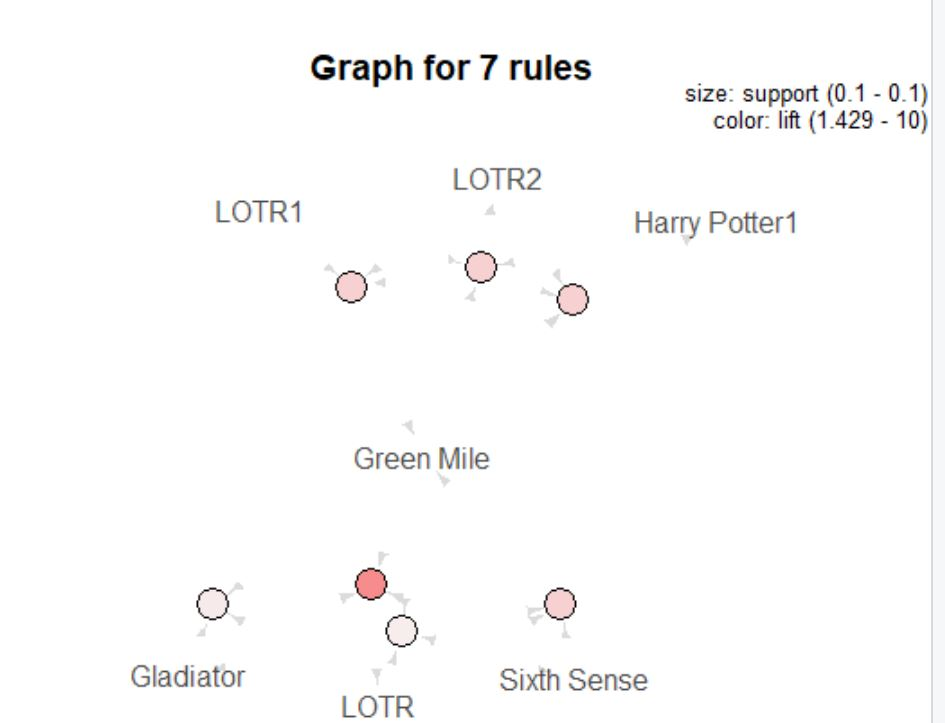 Graph for 7 rules
size: support (0.1 - 0.1)
color: lift (1.429 - 10)
LOTR2
LOTR1
Harry Potter1
Green Mile
Gladiator
Sixth Sense
LOTR